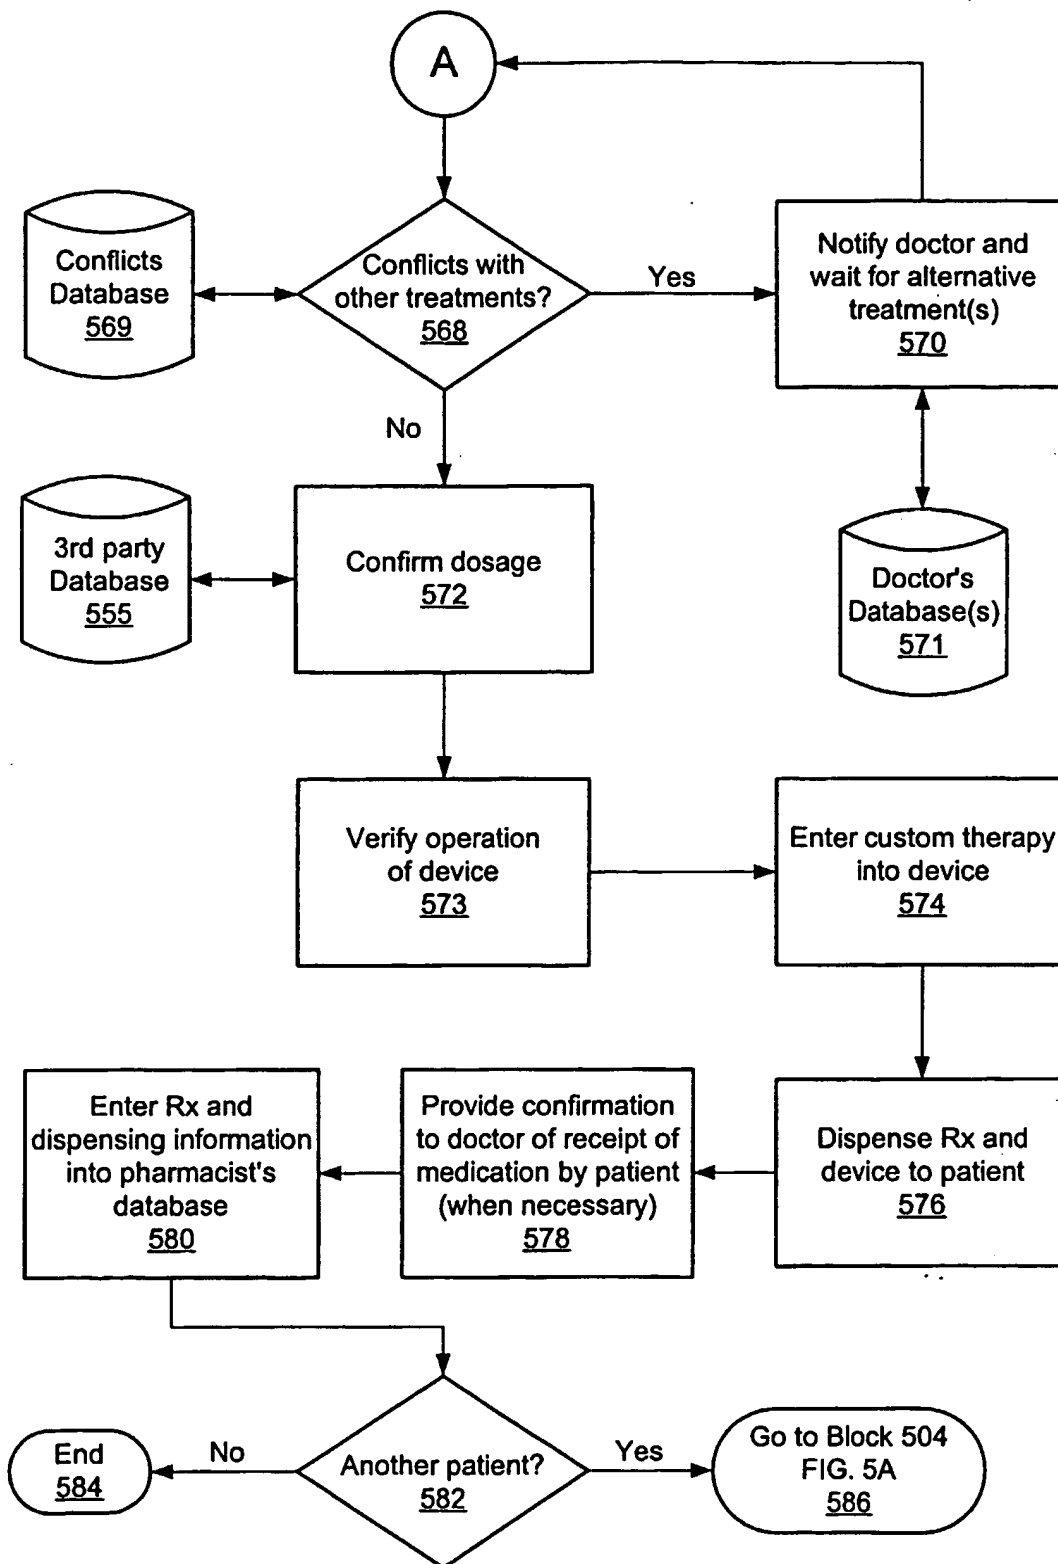 A
Conflicts
Database
569
Conflicts with
other treatments?
568
Yes
Notify doctor and
wait for alternative
treatment(s)
570
No
3rd party
Database
555
Confirm dosage
572
Doctor's
Database(s)
571
Verify operation
of device
573
Enter custom therapy
into device
574
Enter Rx and
dispensing information
into pharmacist's
database
580
Provide confirmation
to doctor of receipt of
medication by patient
(when necessary)
578
Dispense Rx and
device to patient
576
End
584
No
Another patient?
582
Yes
Go to Block 504
FIG. 5A
586